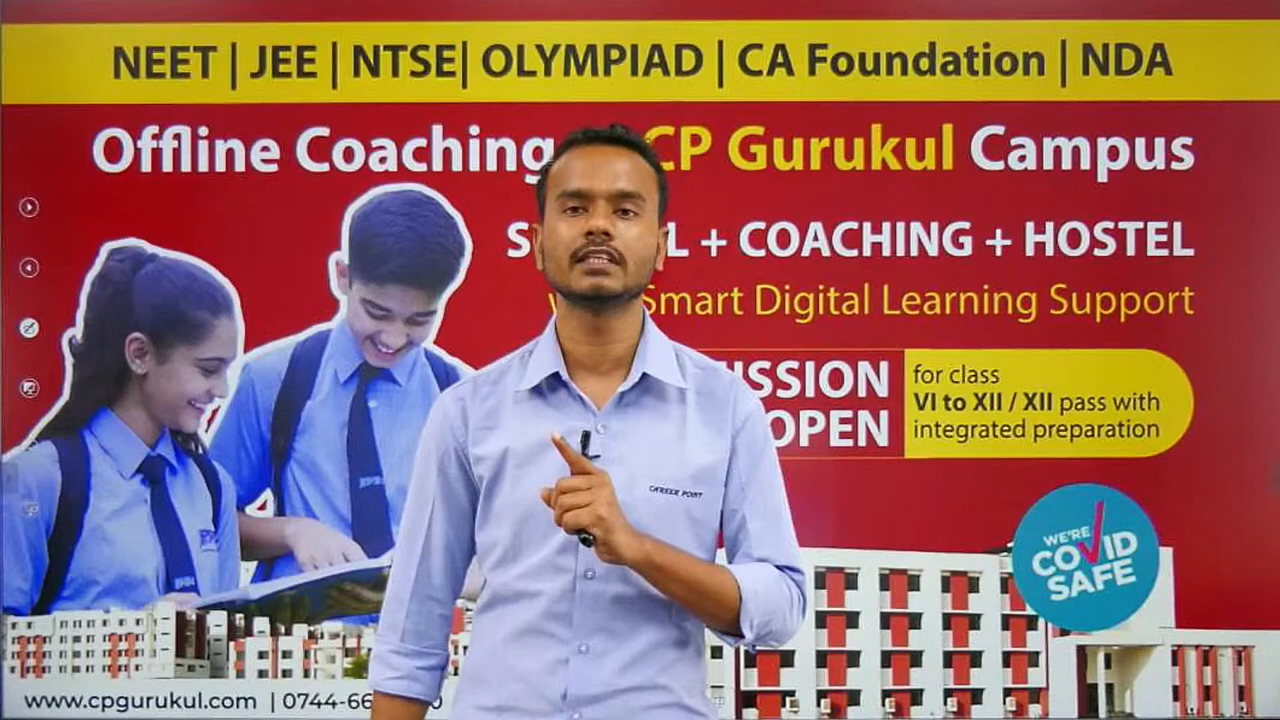 NEET | JEE | NTSE| OLYMPIAD | CA Foundation | NDA
Offline Coaching CP Gurukul Campus
+ COACHING + HOSTEL
Smart Digital Learning Support
OPEN
for class
VI to XII / XII pass with
integrated preparation
CAREER POINT
WE'RE
COVID
SAFE
www.cpgurukul.com | 0744-66